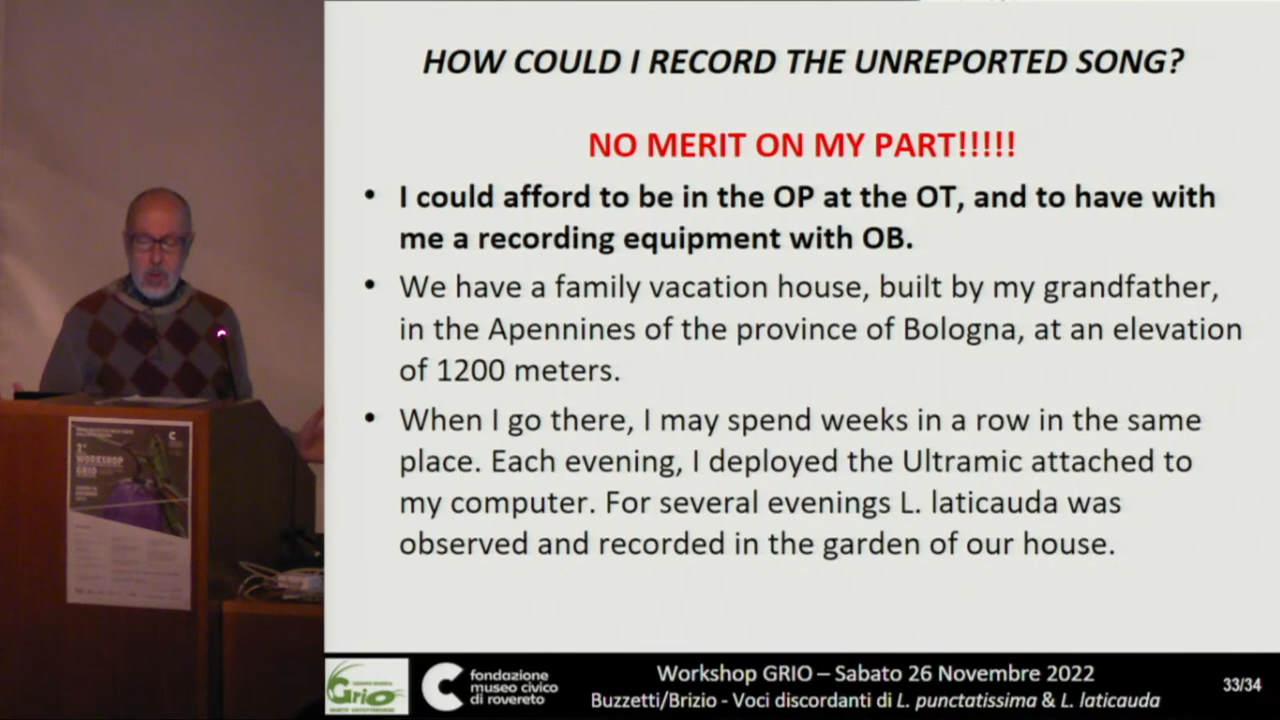 HOW COULD I RECORD THE UNREPORTED SONG?
NO MERIT ON MY PART!!!!!
• I could afford to be in the OP at the OT, and to have with
me a recording equipment with OB.
• We have a family vacation house, built by my grandfather,
in the Apennines of the province of Bologna, at an elevation
of 1200 meters.
• When I go there, I may spend weeks in a row in the same
place. Each evening, I deployed the Ultramic attached to
my computer. For several evenings L. laticauda was
observed and recorded in the garden of our house.
WORKSHOP
GRIO
Grio
fondazione
museo civico
di rovereto
Workshop GRIO – Sabato 26 Novembre 2022
Buzzetti/Brizio - Voci discordanti di L. punctatissima & L. laticauda
33/34